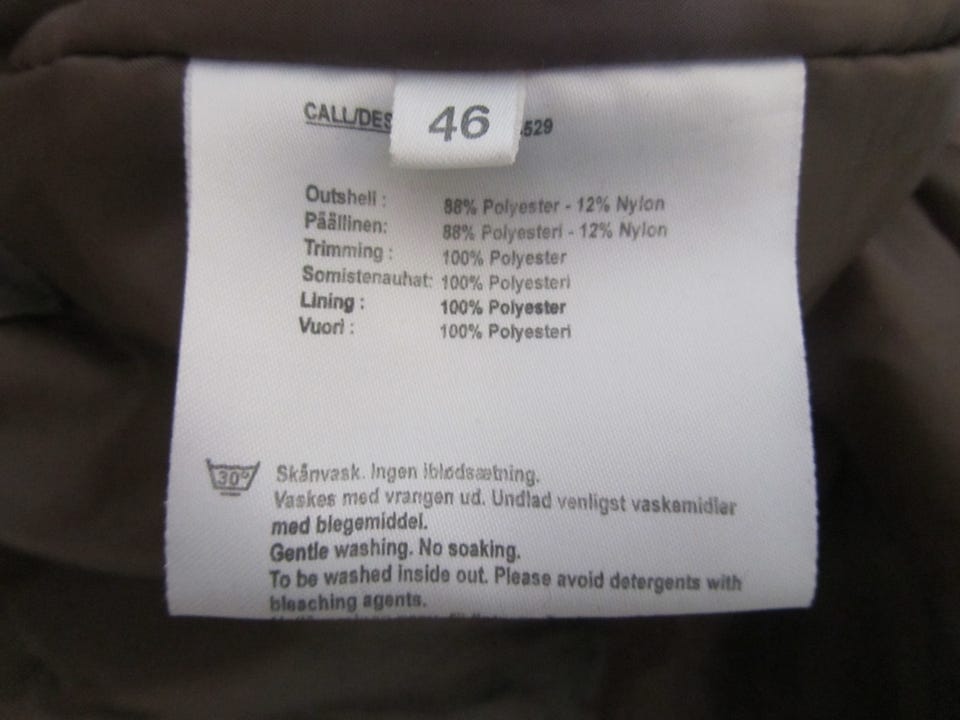 46
CALL/DES .529
Outshell : 88% Polyester - 12% Nylon
Påållinen: 88% Polyesteri - 12% Nylon
Trimming : 100% Polyester
Somistenauhat: 100% Polyesteri
Lining : 100% Polyester
Vuori : 100% Polyesteri
30° Skånvask. Ingen iblødsætning.
Vaskes med vrangen ud. Undlad venligst vaskemidler
med blegemiddel.
Gentle washing. No soaking.
To be washed inside out. Please avoid detergents with
bleaching agents.